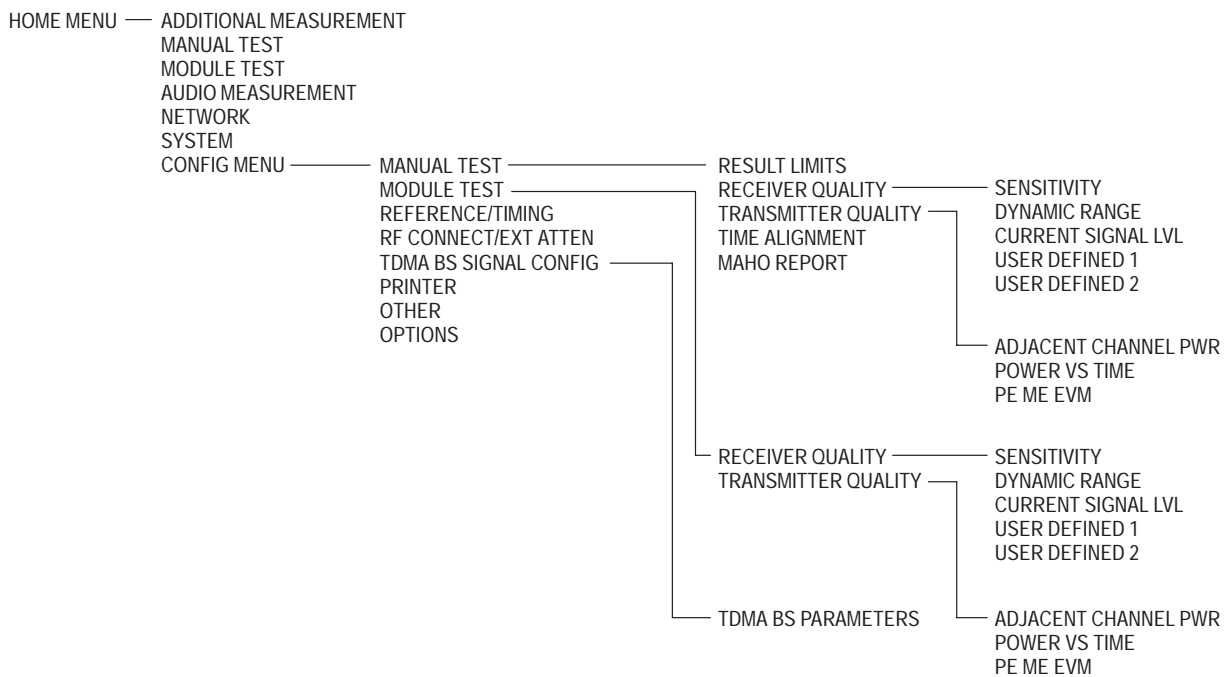 HOME MENU
ADDITIONAL MEASUREMENT
MANUAL TEST
MODULE TEST
AUDIO MEASUREMENT
NETWORK
SYSTEM
CONFIG MENU
MANUAL TEST
MODULE TEST
REFERENCE/TIMING
RF CONNECT/EXT ATTEN
TDMA BS SIGNAL CONFIG
PRINTER
OTHER
OPTIONS
RESULT LIMITS
RECEIVER QUALITY
TRANSMITTER QUALITY
TIME ALIGNMENT
MAHO REPORT
SENSITIVITY
DYNAMIC RANGE
CURRENT SIGNAL LVL
USER DEFINED 1
USER DEFINED 2
ADJACENT CHANNEL PWR
POWER VS TIME
PE ME EVM
RECEIVER QUALITY
TRANSMITTER QUALITY
SENSITIVITY
DYNAMIC RANGE
CURRENT SIGNAL LVL
USER DEFINED 1
USER DEFINED 2
TDMA BS PARAMETERS
ADJACENT CHANNEL PWR
POWER VS TIME
PE ME EVM